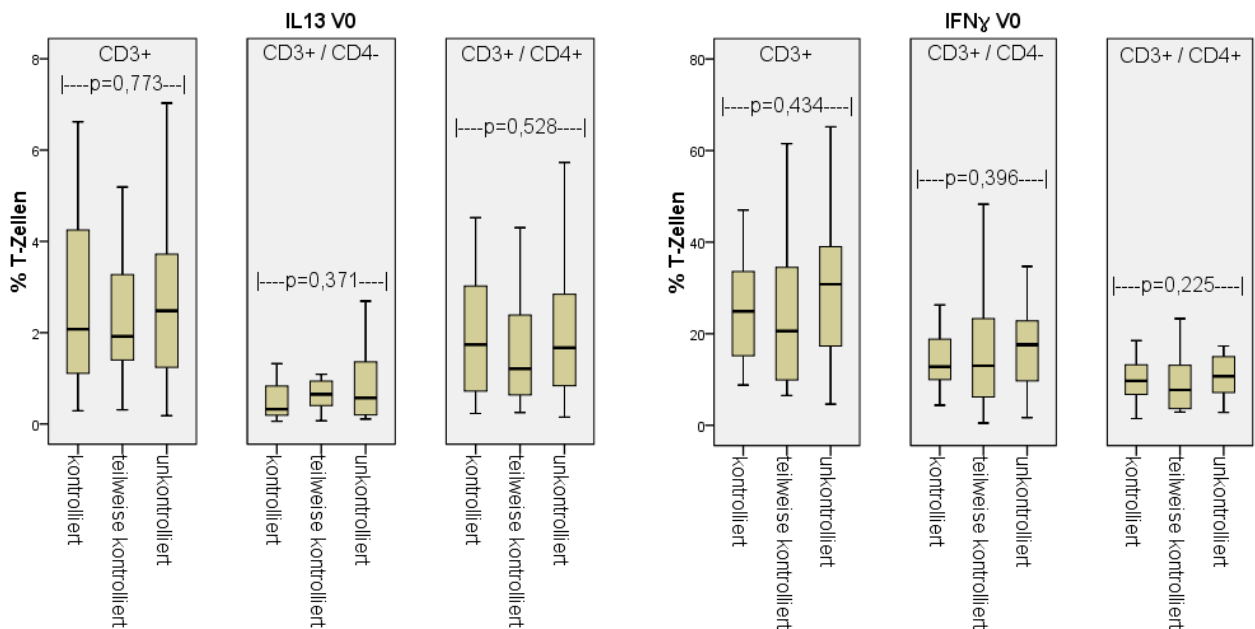 IL13 V0
% T-Zellen
8
6
4
2
0
CD3+
|----p=0,773---|
CD3+ / CD4-
|----p=0,371----|
CD3+ / CD4+
|----p=0,528----|
kontrolliert
teilweise kontrolliert
unkontrolliert
kontrolliert
teilweise kontrolliert
unkontrolliert
kontrolliert
teilweise kontrolliert
unkontrolliert
IFNɣ V0
% T-Zellen
80
60
40
20
0
CD3+
|----p=0,434----|
CD3+ / CD4-
|----p=0,396----|
CD3+ / CD4+
|----p=0,225----|
kontrolliert
teilweise kontrolliert
unkontrolliert
kontrolliert
teilweise kontrolliert
unkontrolliert
kontrolliert
teilweise kontrolliert
unkontrolliert